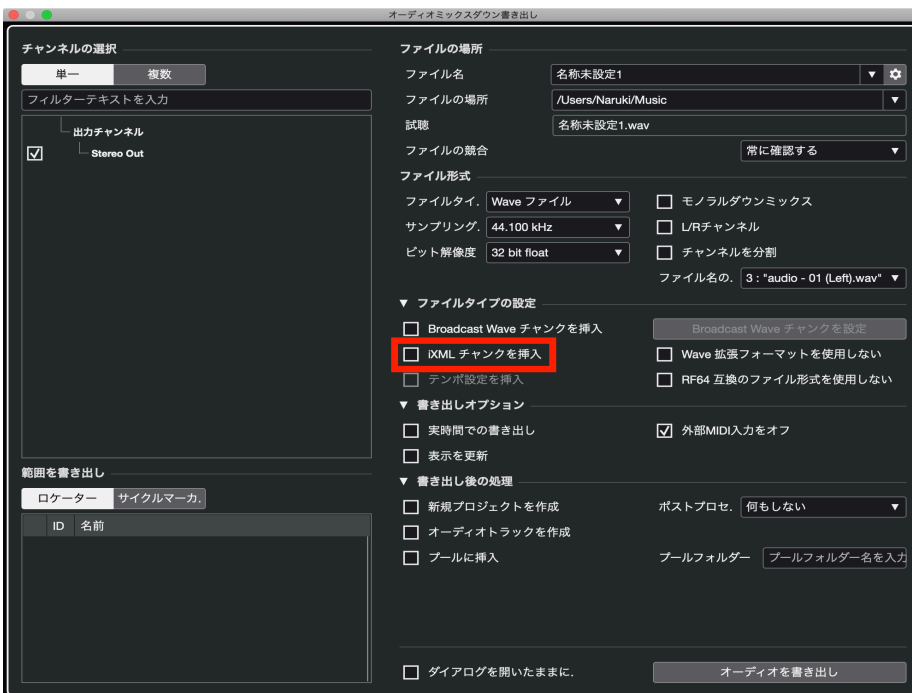 オーディオミックスダウン書き出し
チャンネルの選択
単一 複数
フィルターテキストを入力
出力チャンネル
Stereo Out
範囲を書き出し
ロケーター サイクルマーカ.
ID 名前
ファイルの場所
ファイル名 名称未設定1
ファイルの場所 /Users/Naruki/Music
試聴 名称未設定1.wav
ファイルの競合 常に確認する
ファイル形式
ファイルタイ. Wave ファイル モノラルダウンミックス
サンプリング. 44.100 kHz L/Rチャンネル
ビット解像度 32 bit float チャンネルを分割
ファイル名の. 3 : "audio - 01 (Left).wav"
ファイルタイプの設定
Broadcast Wave チャンクを挿入 Broadcast Wave チャンクを設定
iXML チャンクを挿入 Wave 拡張フォーマットを使用しない
テンポ設定を挿入 RF64 互換のファイル形式を使用しない
書き出しオプション
実時間での書き出し 外部MIDI入力をオフ
表示を更新
書き出し後の処理
新規プロジェクトを作成 ポストプロセ. 何もしない
オーディオトラックを作成
プールに挿入 プールフォルダー プールフォルダー名を入力
ダイアログを開いたままに. オーディオを書き出し